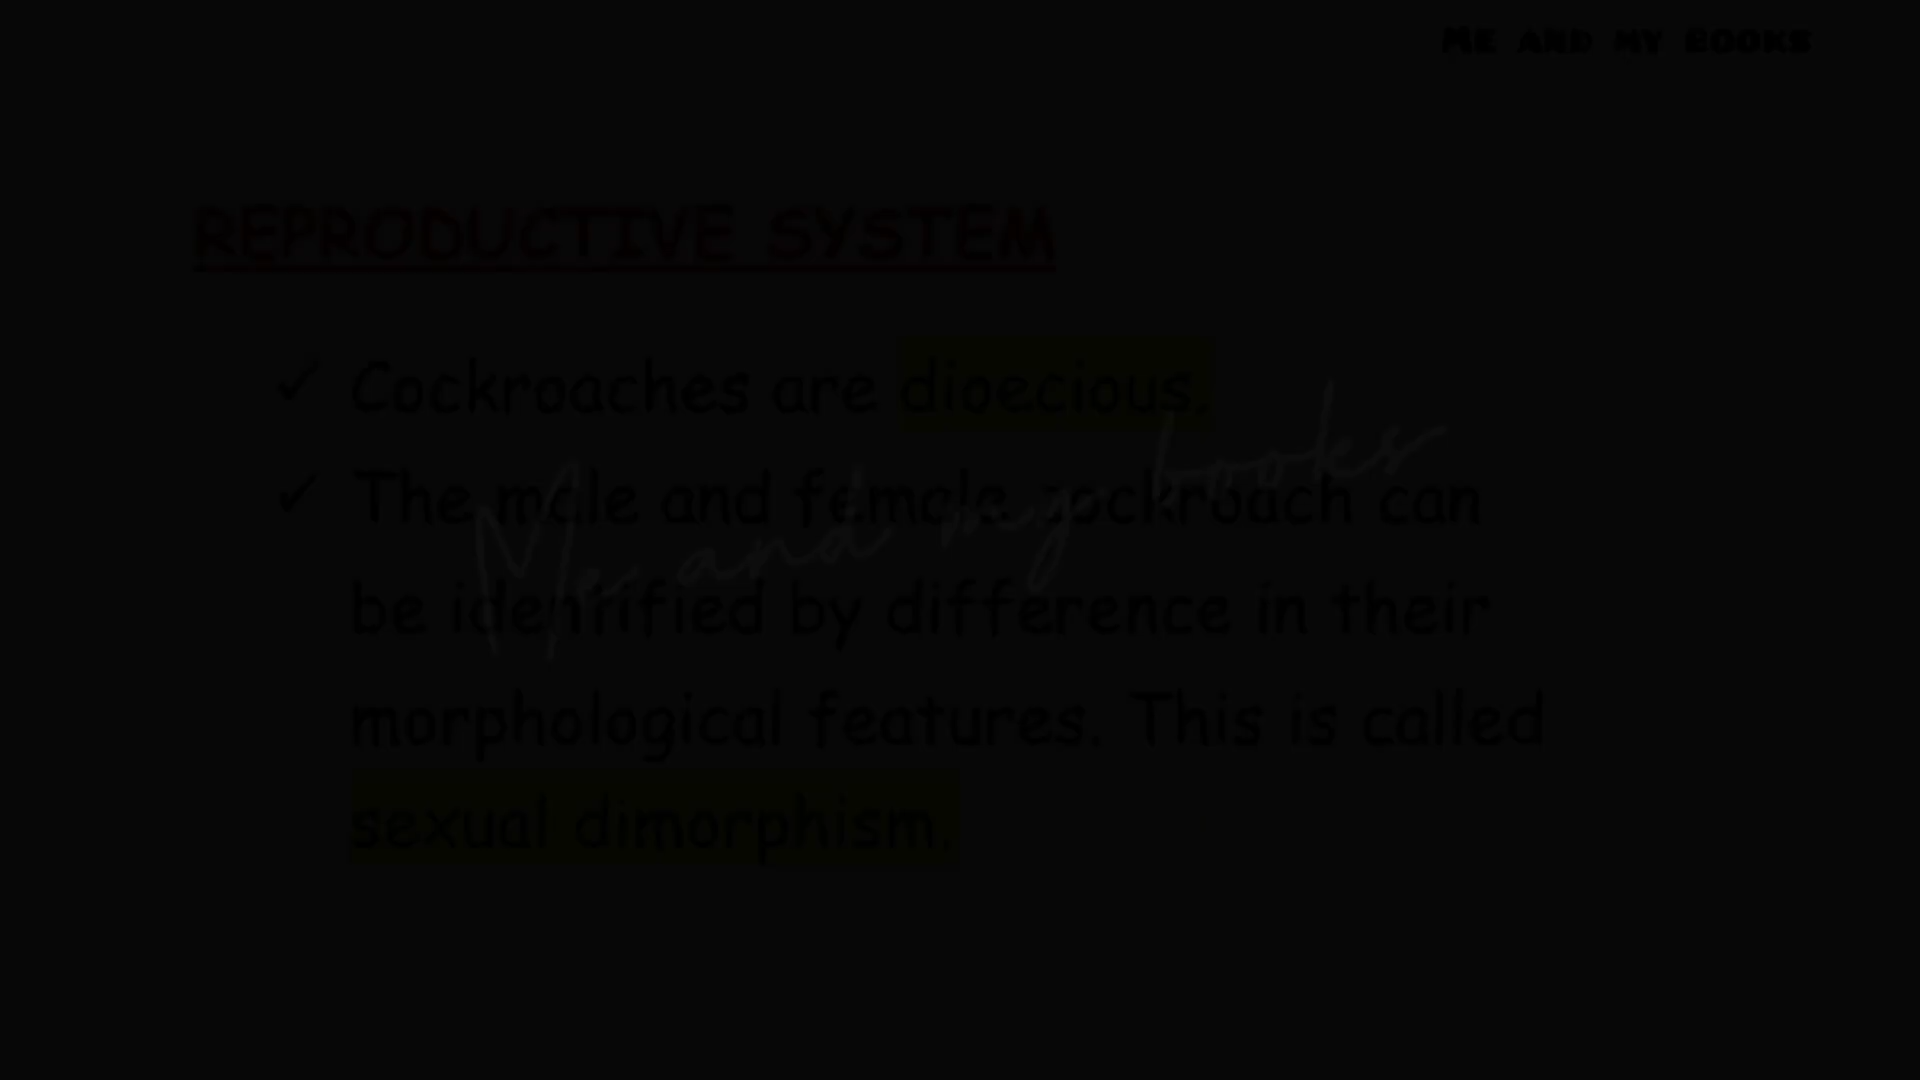 ME AND MY BOOKS
REPRODUCTIVE SYSTEM
✓ Cockroaches are dioecious.
✓ The male and female cockroach can
be identified by difference in their
morphological features. This is called
sexual dimorphism.
Me and my books